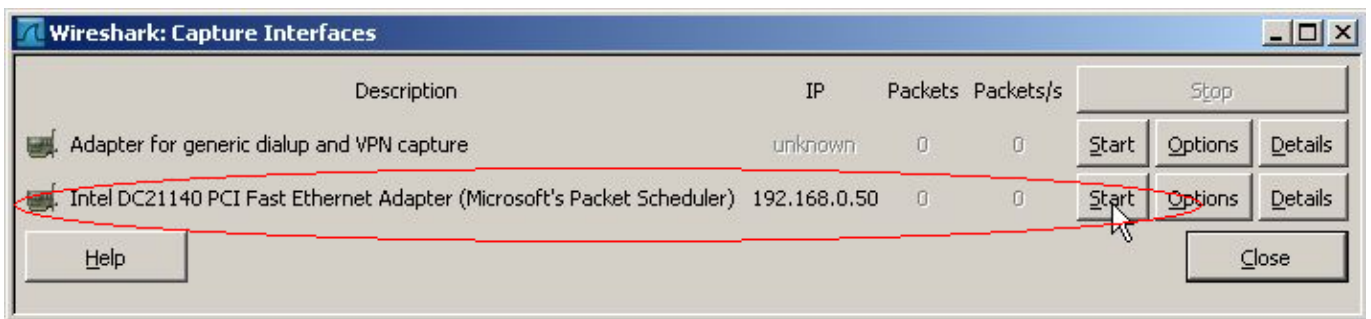 Wireshark: Capture Interfaces
Description IP Packets Packets/s Stop
Adapter for generic dialup and VPN capture unknown 0 0 Start Options Details
Intel DC21140 PCI Fast Ethernet Adapter (Microsoft's Packet Scheduler) 192.168.0.50 0 0 Start Options Details
Help Close